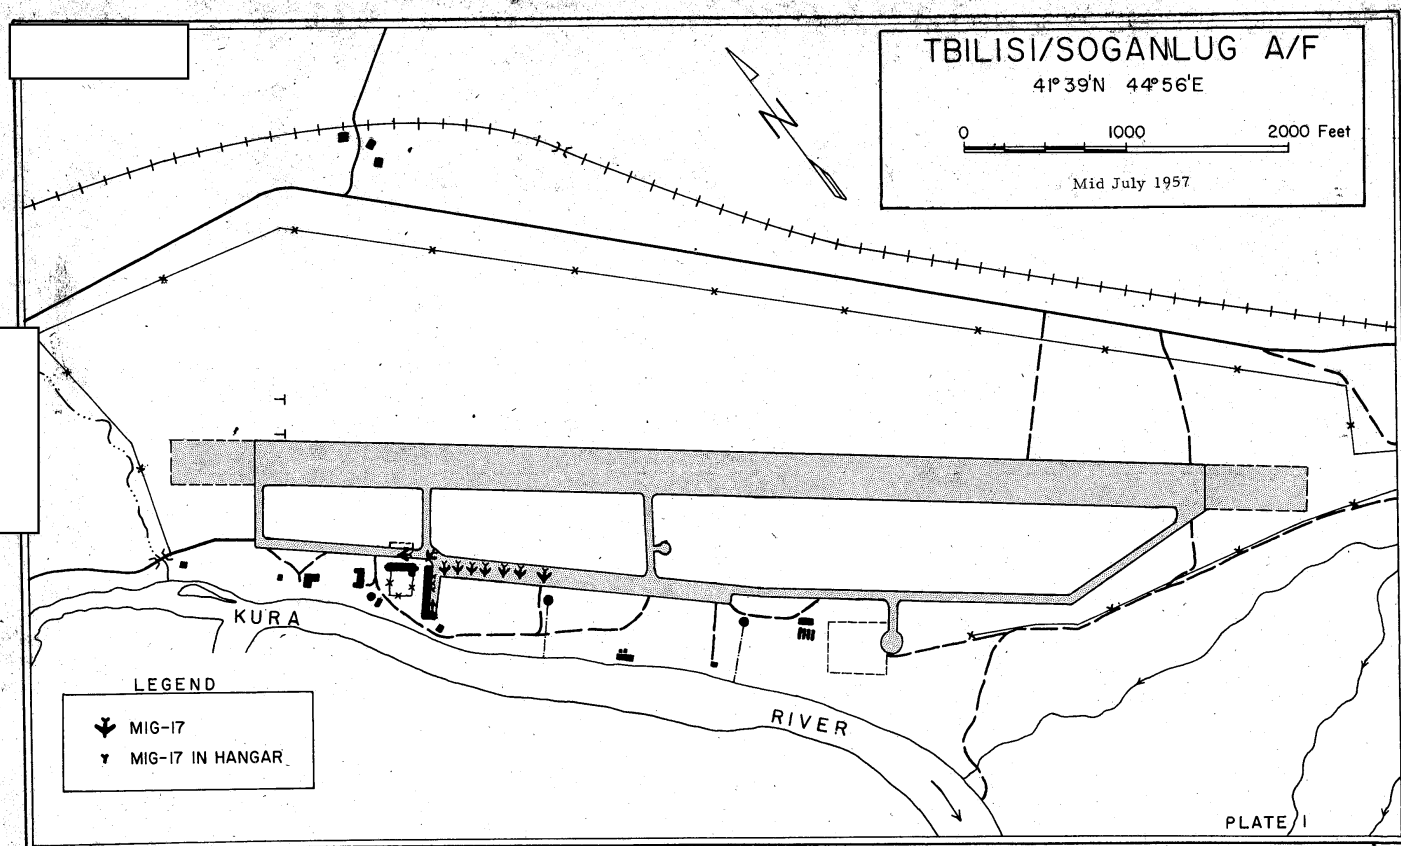 TBILISI/SOGANLUG A/F
41°39'N 44°56'E
0 1000 2000 Feet
Mid July 1957
N
KURA
RIVER
LEGEND
MIG-17
MIG-17 IN HANGAR
PLATE 1